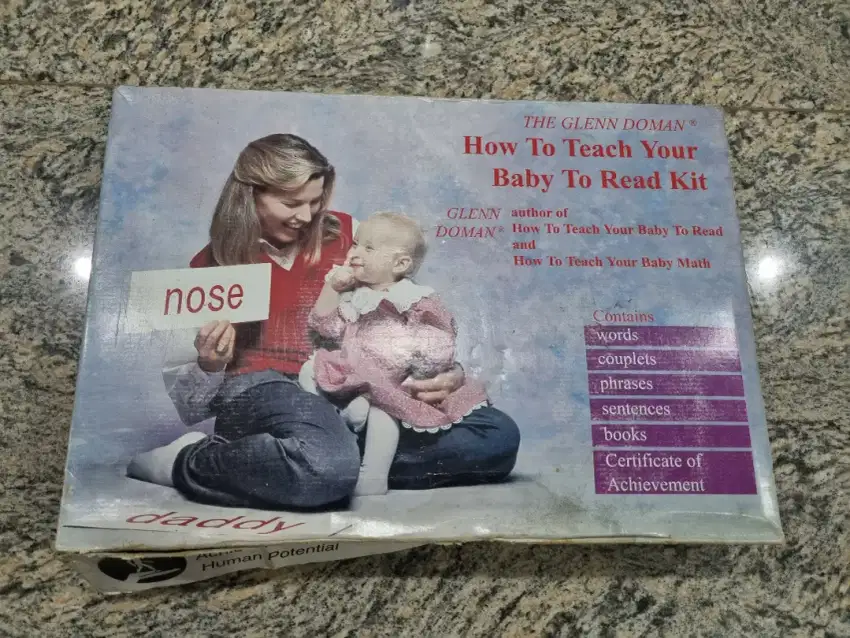 THE GLENN DOMAN®
How To Teach Your
Baby To Read Kit
GLENN
DOMAN®
author of
How To Teach Your Baby To Read
and
How To Teach Your Baby Math
nose
Contains
words
couplets
phrases
sentences
books
Certificate of
Achievement
daddy
Human Potential